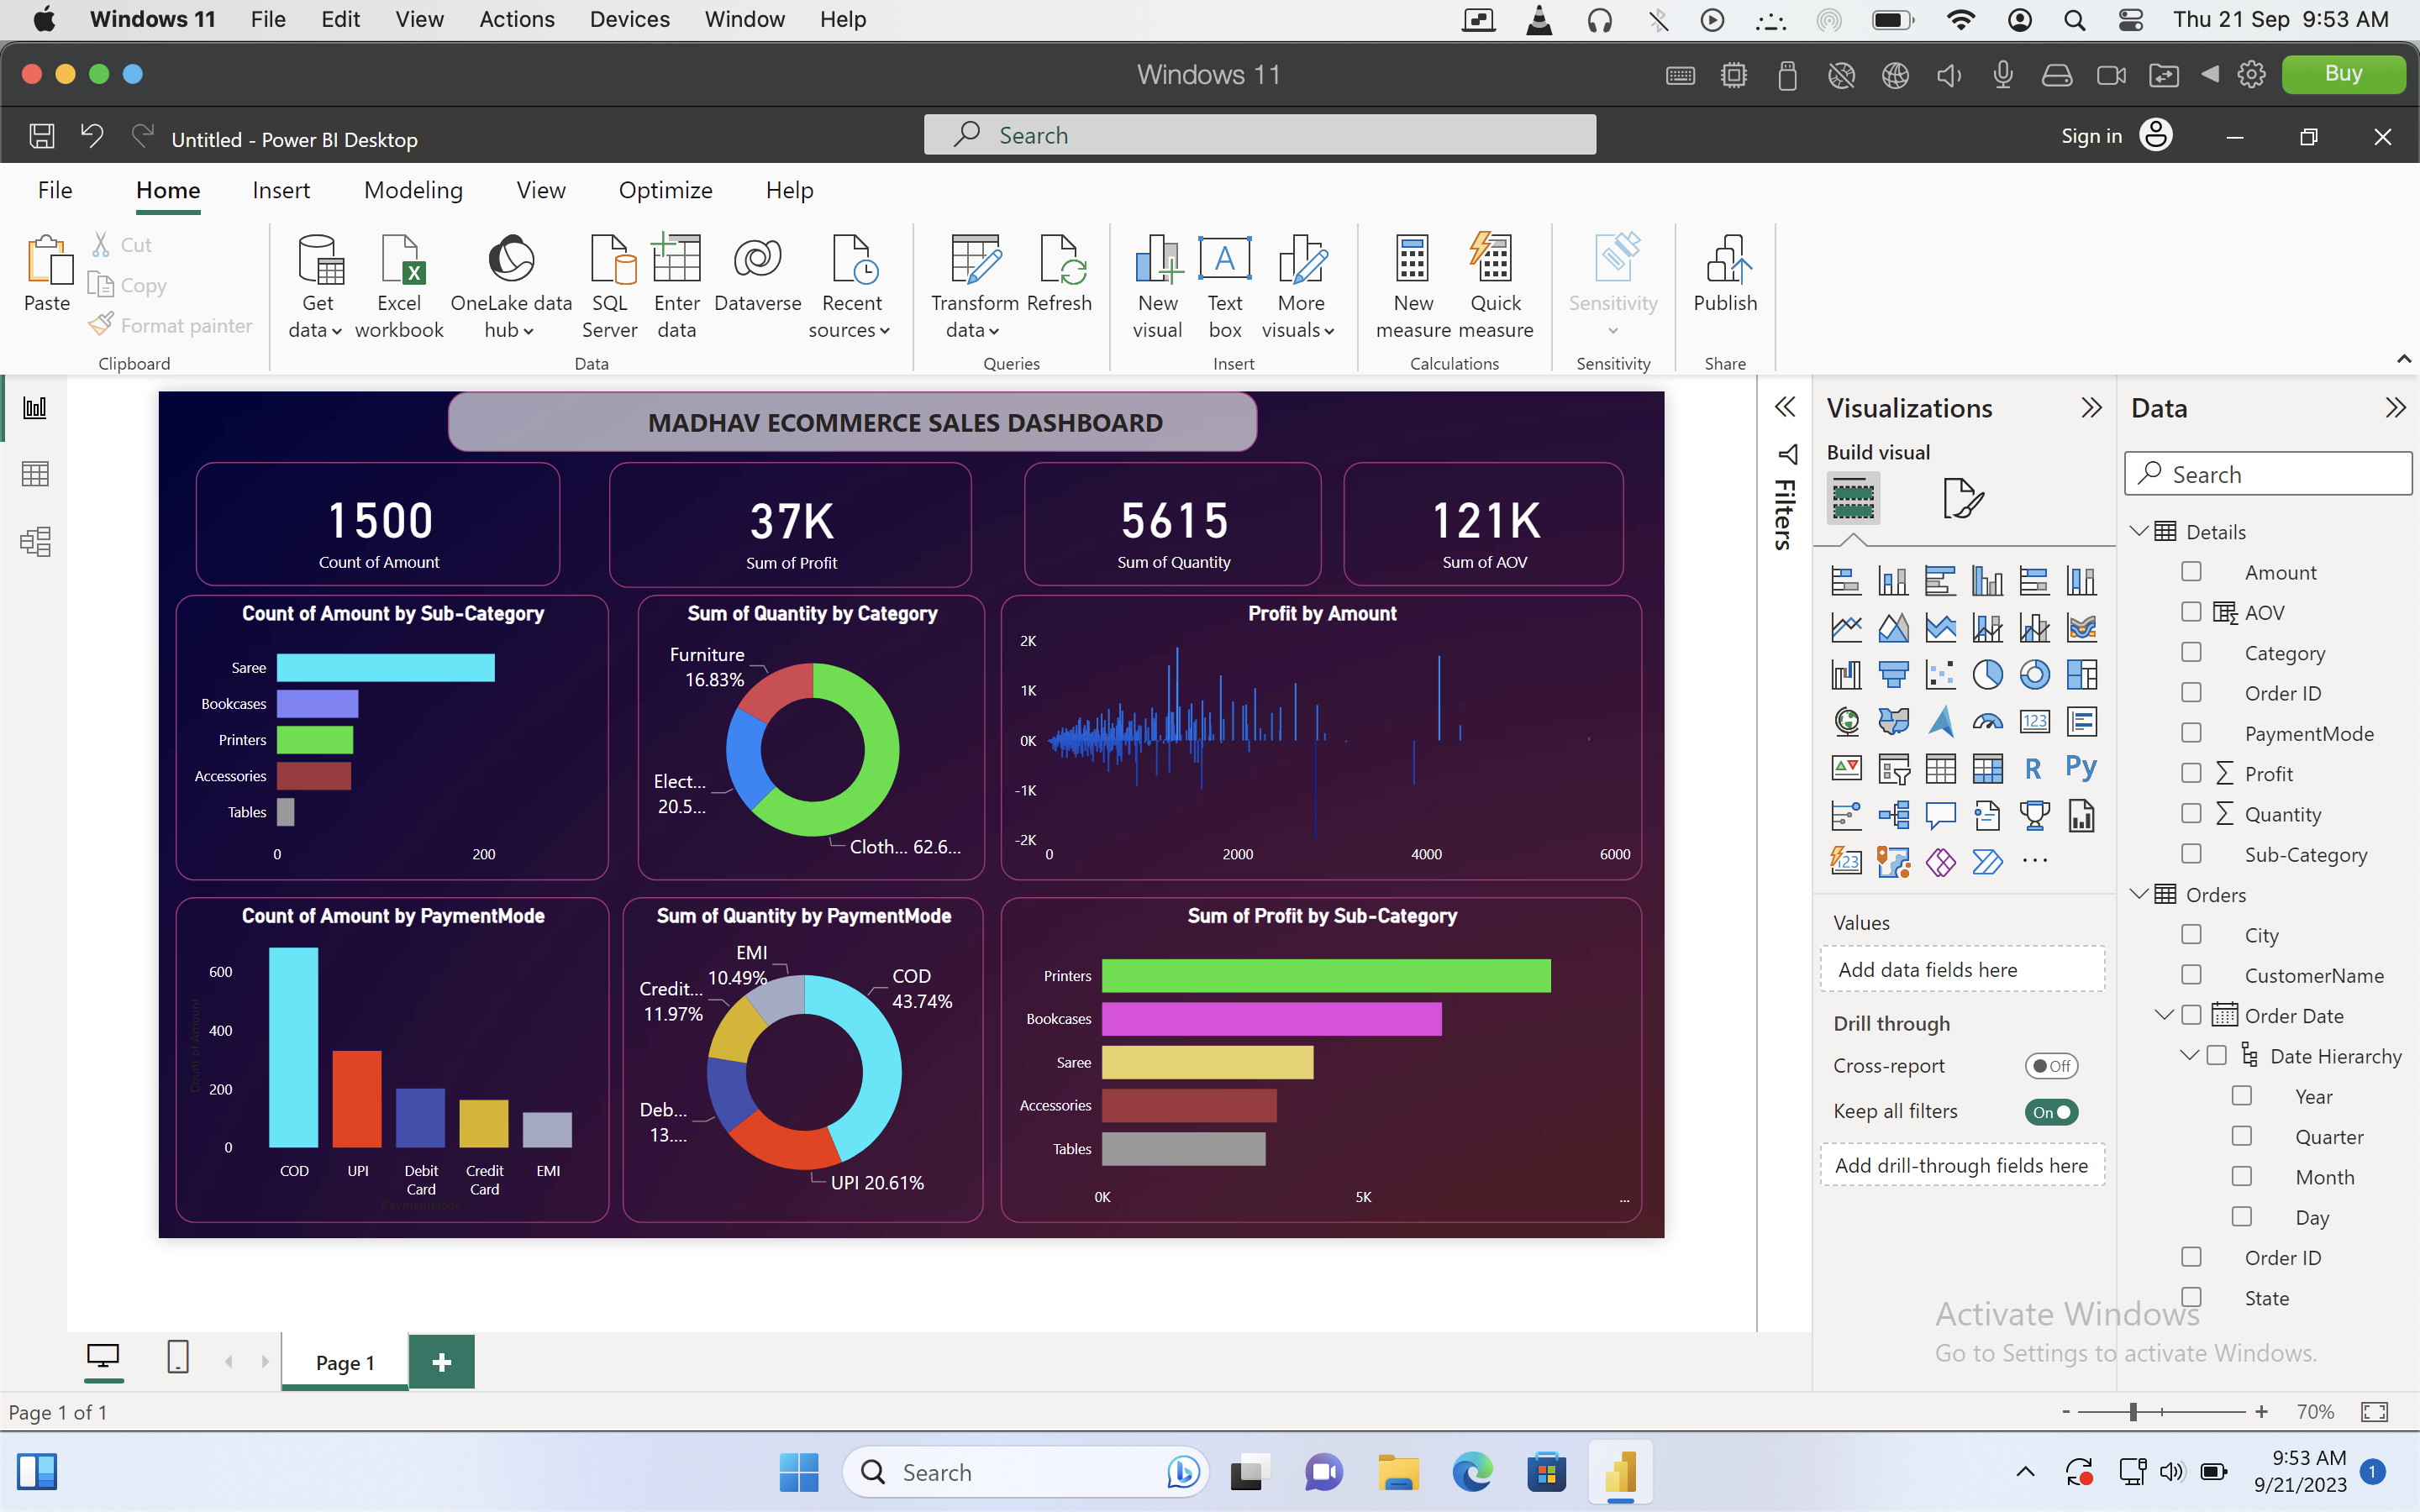 Windows 11 File Edit View Actions Devices Window Help Thu 21 Sep 9:53 AM
Windows 11 Buy
Untitled - Power BI Desktop Search Sign in
File Home Insert Modeling View Optimize Help
Paste Cut Copy Format painter
Clipboard
Get data Excel workbook OneLake data hub SQL Server Enter data Dataverse Recent sources
Data
Transform data Refresh
Queries
New visual Text box More visuals
Insert
New measure Quick measure
Calculations
Sensitivity
Sensitivity
Publish
Share
MADHAV ECOMMERCE SALES DASHBOARD
1500
Count of Amount
37K
Sum of Profit
5615
Sum of Quantity
121K
Sum of AOV
Count of Amount by Sub-Category
Saree
Bookcases
Printers
Accessories
Tables
0 200
Sum of Quantity by Category
Furniture
16.83%
Elect...
20.5...
Cloth... 62.6...
Profit by Amount
2K
1K
0K
-1K
-2K
0 2000 4000 6000
Count of Amount by PaymentMode
Count of Amount
600
400
200
0
COD UPI Debit Card Credit Card EMI
PaymentMode
Sum of Quantity by PaymentMode
EMI
10.49%
COD
43.74%
Credit...
11.97%
Deb...
13....
UPI 20.61%
Sum of Profit by Sub-Category
Printers
Bookcases
Saree
Accessories
Tables
0K 5K ...
Filters
Visualizations
Build visual
123
R Py
123
...
Values
Add data fields here
Drill through
Cross-report Off
Keep all filters On
Add drill-through fields here
Data
Search
Details
Amount
AOV
Category
Order ID
PaymentMode
Profit
Quantity
Sub-Category
Orders
City
CustomerName
Order Date
Date Hierarchy
Year
Quarter
Month
Day
Order ID
State
Activate Windows
Go to Settings to activate Windows.
Page 1
Page 1 of 1 - + 70%
Search 9:53 AM
9/21/2023 1